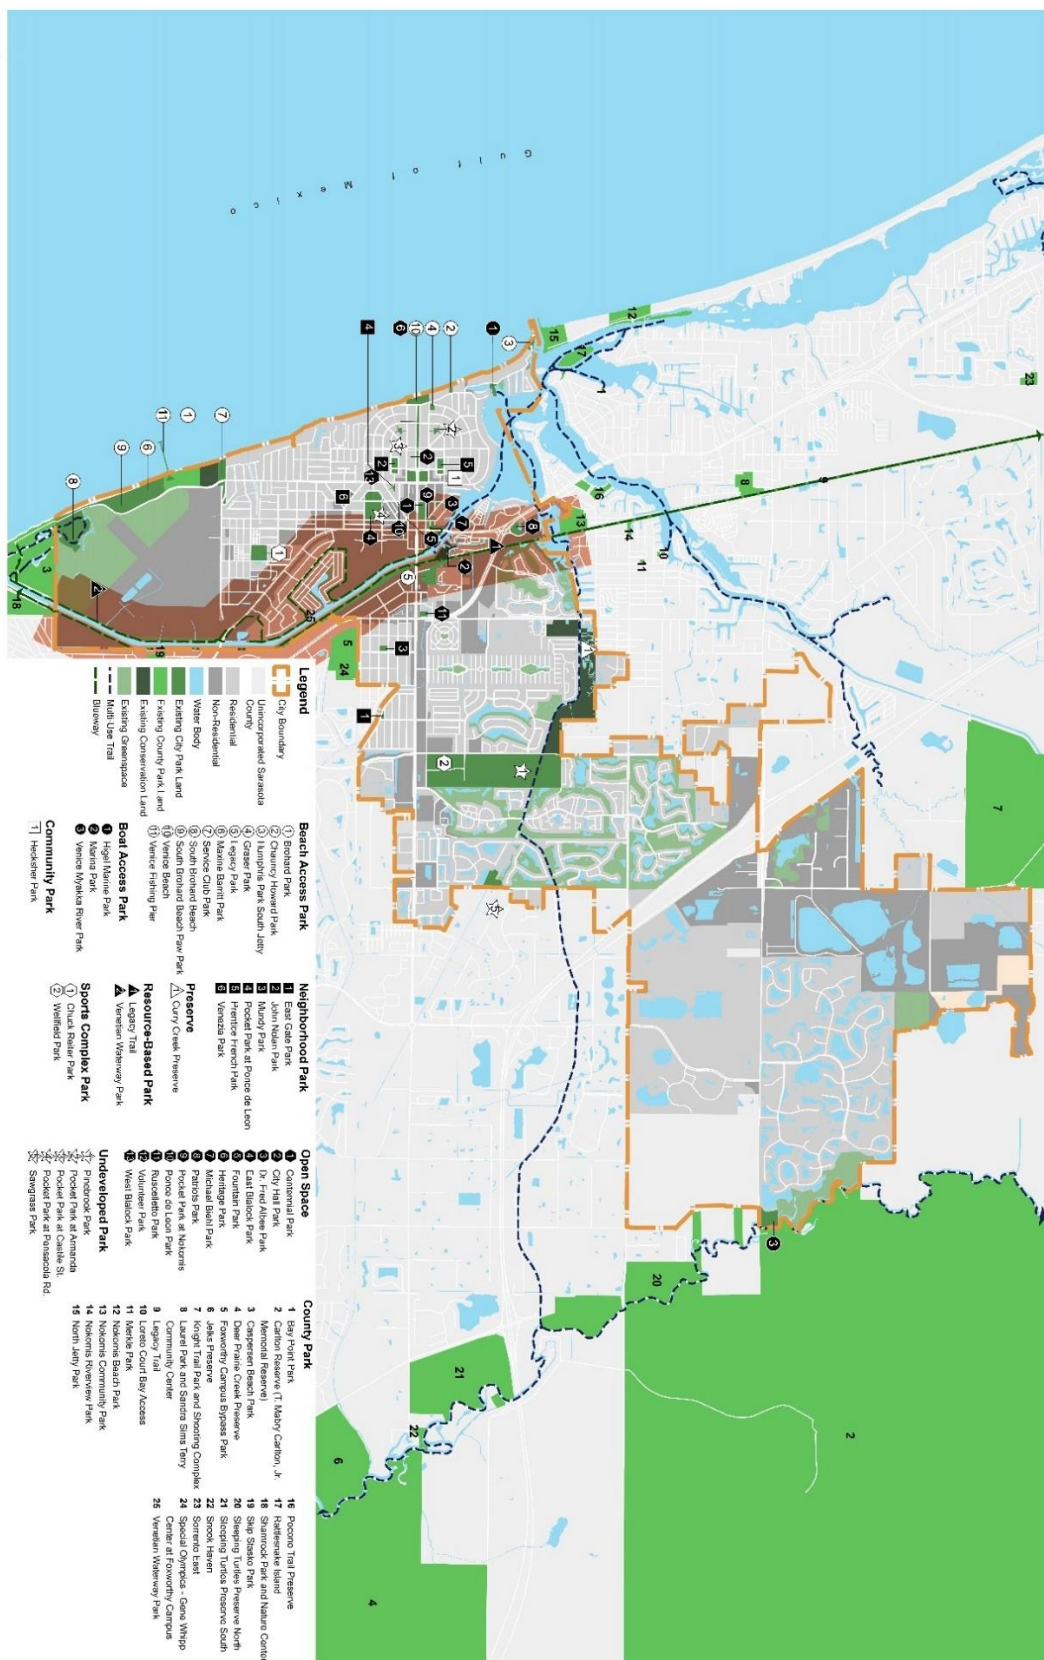 Gulf of Mexico
Legend
City Boundary
Unincorporated Sarasota
County
Residential
Non-Residential
Water Body
Existing City Park Land
Existing County Park Land
Existing Conservation Land
Existing Greenspace
Multi-Use Trail
Blueway
Beach Access Park
1 Brohard Park
2 Chauncy Howard Park
3 Humphris Park South Jetty
4 Graser Park
5 Legacy Park
6 Maxine Barritt Park
7 Service Club Park
8 South Brohard Beach
9 South Brohard Beach Paw Park
10 Venice Beach
11 Venice Fishing Pier
Boat Access Park
1 Higel Marine Park
2 Marina Park
3 Venice Myakka River Park
Community Park
1 Hecksher Park
Neighborhood Park
1 East Gate Park
2 John Nolan Park
3 Mundy Park
4 Pocket Park at Ponce de Leon
5 Prentice French Park
6 Venezia Park
Preserve
1 Curry Creek Preserve
Resource-Based Park
1 Legacy Trail
2 Venetian Waterway Park
Sports Complex Park
1 Chuck Reiter Park
2 Wellfield Park
Open Space
1 Centennial Park
2 City Hall Park
3 Dr. Fred Albee Park
4 East Blalock Park
5 Fountain Park
6 Heritage Park
7 Michael Biehl Park
8 Patriots Park
9 Pocket Park at Nokomis
10 Ponce de Leon Park
11 Ruscelletto Park
12 Volunteer Park
13 West Blalock Park
Undeveloped Park
1 Pinebrook Park
2 Pocket Park at Armanda
3 Pocket Park at Castile St.
4 Pocket Park at Pensacola Rd.
5 Sawgrass Park
County Park
1 Bay Point Park
2 Carlton Reserve (T. Mabry Carlton, Jr.
Memorial Reserve)
3 Caspersen Beach Park
4 Deer Prairie Creek Preserve
5 Foxworthy Campus Bypass Park
6 Jelks Preserve
7 Knight Trail Park and Shooting Complex
8 Laurel Park and Sandra Sims Terry
Community Center
9 Legacy Trail
10 Loreto Court Bay Access
11 Merkle Park
12 Nokomis Beach Park
13 Nokomis Community Park
14 Nokomis Riverview Park
15 North Jetty Park
16 Pocono Trail Preserve
17 Rattlesnake Island
18 Shamrock Park and Nature Center
19 Skip Stasko Park
20 Sleeping Turtles Preserve North
21 Sleeping Turtles Preserve South
22 Snook Haven
23 Sorrento East
24 Special Olympics - Gene Whipp
Center at Foxworthy Campus
25 Venetian Waterway Park